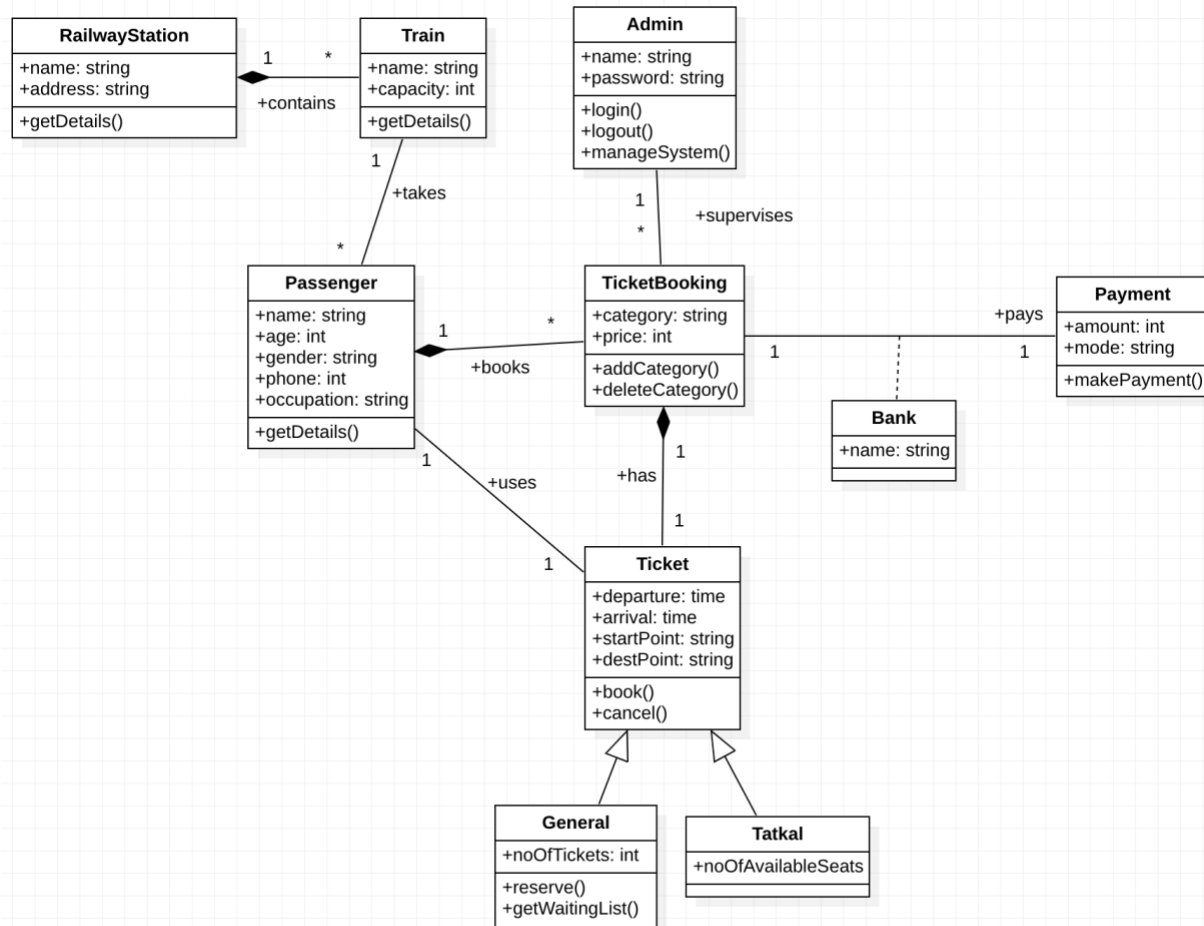 RailwayStation
+name: string
+address: string
+getDetails()
1
*
+contains
Train
+name: string
+capacity: int
+getDetails()
Admin
+name: string
+password: string
+login()
+logout()
+manageSystem()
1
+takes
*
1
+supervises
*
Passenger
+name: string
+age: int
+gender: string
+phone: int
+occupation: string
+getDetails()
1
*
+books
TicketBooking
+category: string
+price: int
+addCategory()
+deleteCategory()
1
+pays
1
Payment
+amount: int
+mode: string
+makePayment()
Bank
+name: string
1
+uses
1
1
+has
1
Ticket
+departure: time
+arrival: time
+startPoint: string
+destPoint: string
+book()
+cancel()
General
+noOfTickets: int
+reserve()
+getWaitingList()
Tatkal
+noOfAvailableSeats